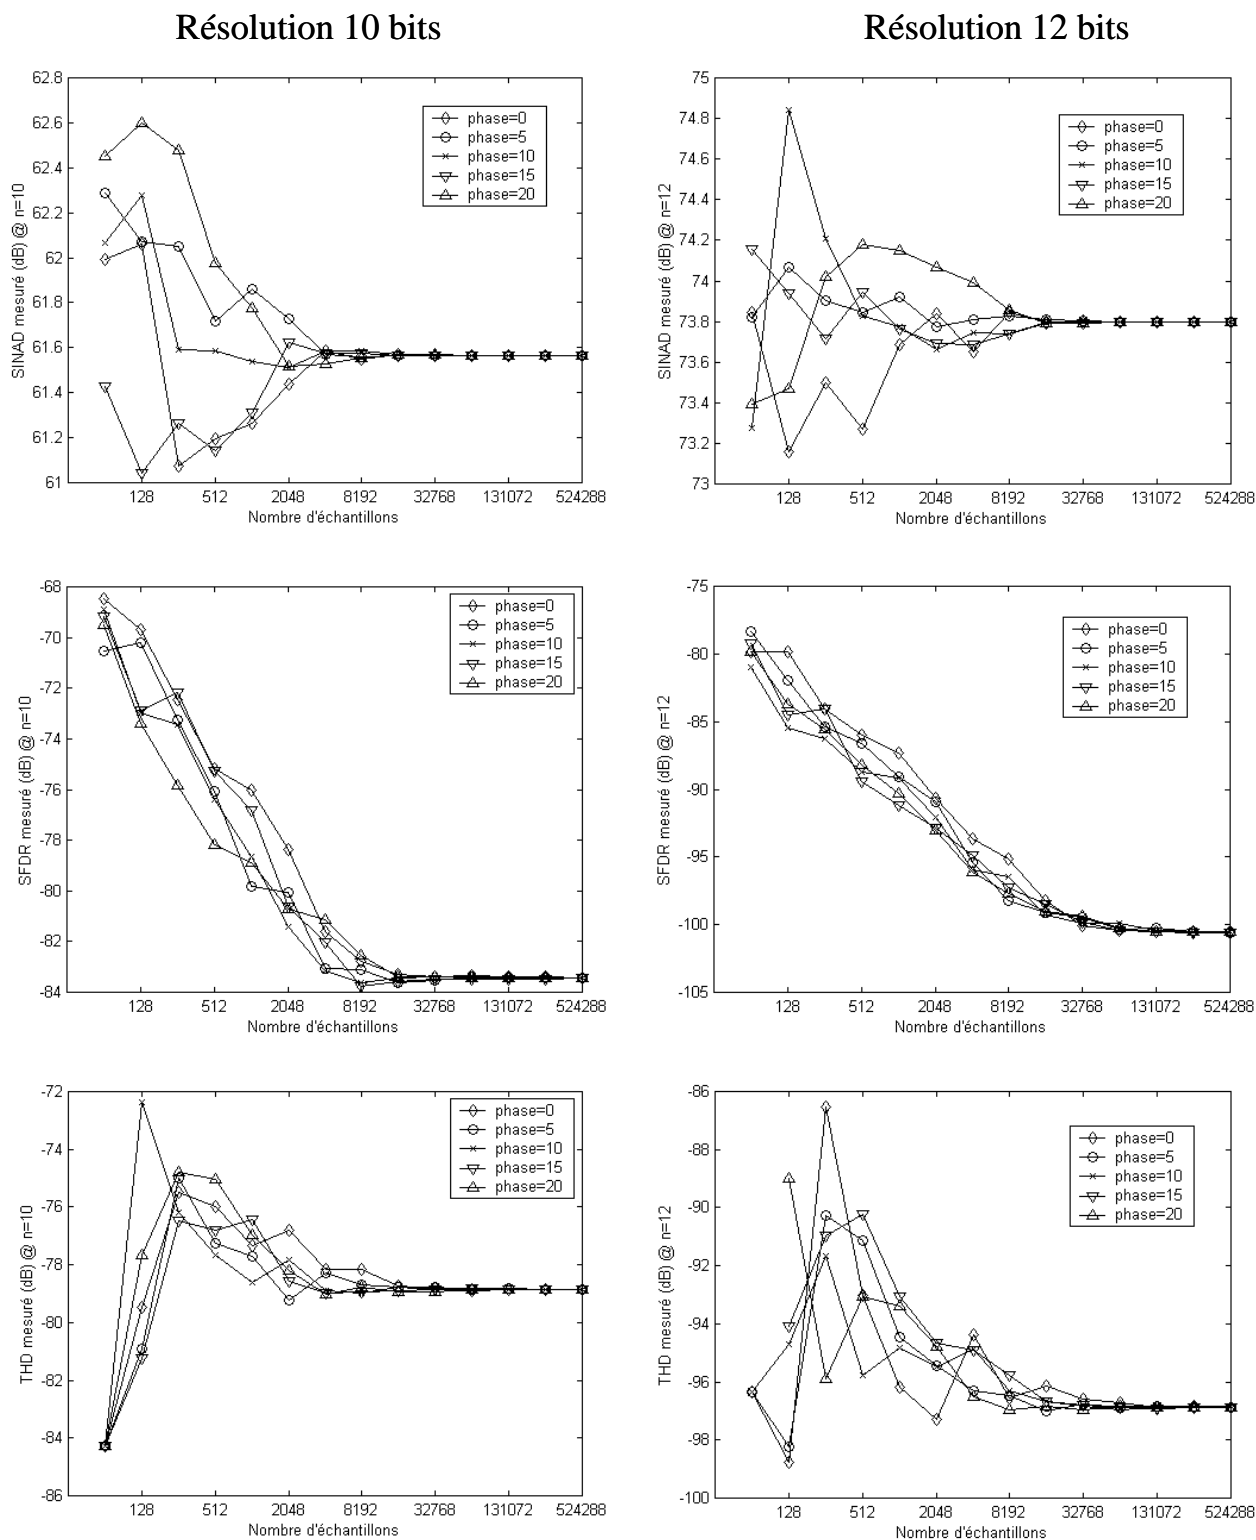 Résolution 10 bits
Résolution 12 bits
62.8
62.6
62.4
62.2
62
61.8
61.6
61.4
61.2
61
SINAD mesuré (dB) @ n=10
phase=0
phase=5
phase=10
phase=15
phase=20
128 512 2048 8192 32768 131072 524288
Nombre d'échantillons
75
74.8
74.6
74.4
74.2
74
73.8
73.6
73.4
73.2
73
SINAD mesuré (dB) @ n=12
phase=0
phase=5
phase=10
phase=15
phase=20
128 512 2048 8192 32768 131072 524288
Nombre d'échantillons
-68
-70
-72
-74
-76
-78
-80
-82
-84
SFDR mesuré (dB) @ n=10
phase=0
phase=5
phase=10
phase=15
phase=20
128 512 2048 8192 32768 131072 524288
Nombre d'échantillons
-75
-80
-85
-90
-95
-100
-105
SFDR mesuré (dB) @ n=12
phase=0
phase=5
phase=10
phase=15
phase=20
128 512 2048 8192 32768 131072 524288
Nombre d'échantillons
-72
-74
-76
-78
-80
-82
-84
-86
THD mesuré (dB) @ n=10
phase=0
phase=5
phase=10
phase=15
phase=20
128 512 2048 8192 32768 131072 524288
Nombre d'échantillons
-86
-88
-90
-92
-94
-96
-98
-100
THD mesuré (dB) @ n=12
phase=0
phase=5
phase=10
phase=15
phase=20
128 512 2048 8192 32768 131072 524288
Nombre d'échantillons